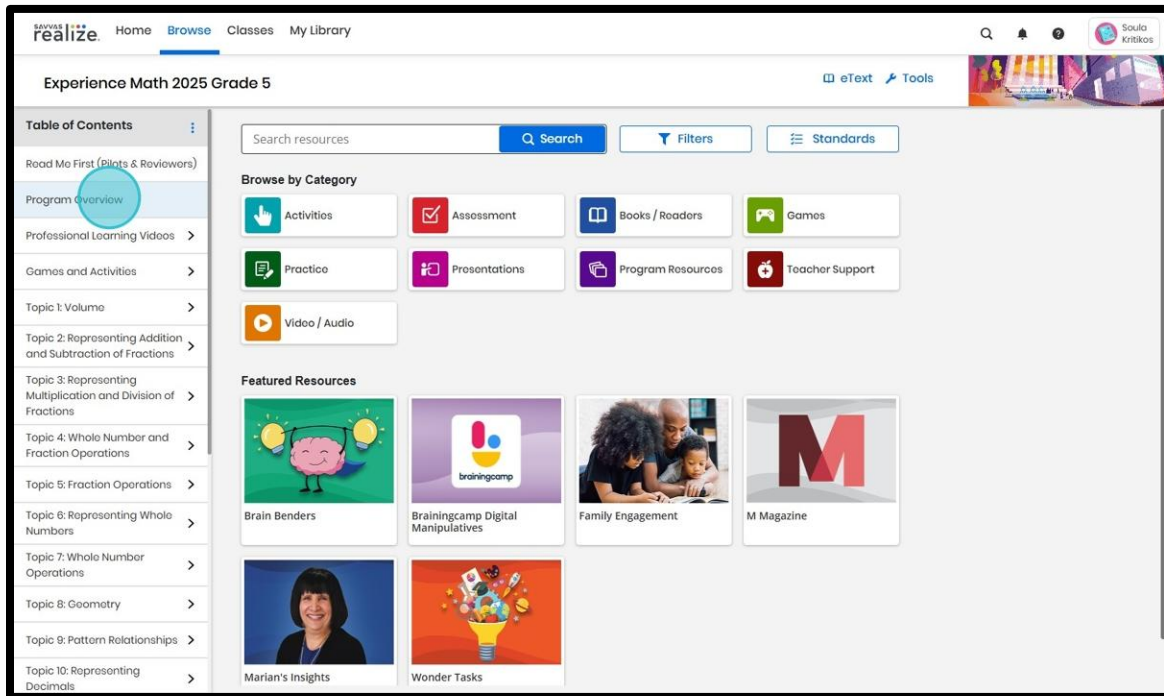 savvas
realize. Home Browse Classes My Library
Soula
Kritikos
Experience Math 2025 Grade 5
eText Tools
Table of Contents
Read Me First (Pilots & Reviewers)
Program Overview
Professional Learning Videos
Games and Activities
Topic 1: Volume
Topic 2: Representing Addition
and Subtraction of Fractions
Topic 3: Representing
Multiplication and Division of
Fractions
Topic 4: Whole Number and
Fraction Operations
Topic 5: Fraction Operations
Topic 6: Representing Whole
Numbers
Topic 7: Whole Number
Operations
Topic 8: Geometry
Topic 9: Pattern Relationships
Topic 10: Representing
Decimals
Search resources Search Filters Standards
Browse by Category
Activities Assessment Books / Readers Games
Practice Presentations Program Resources Teacher Support
Video / Audio
Featured Resources
brainingcamp
M
Brain Benders Brainingcamp Digital Family Engagement M Magazine
Manipulatives
Marian's Insights Wonder Tasks